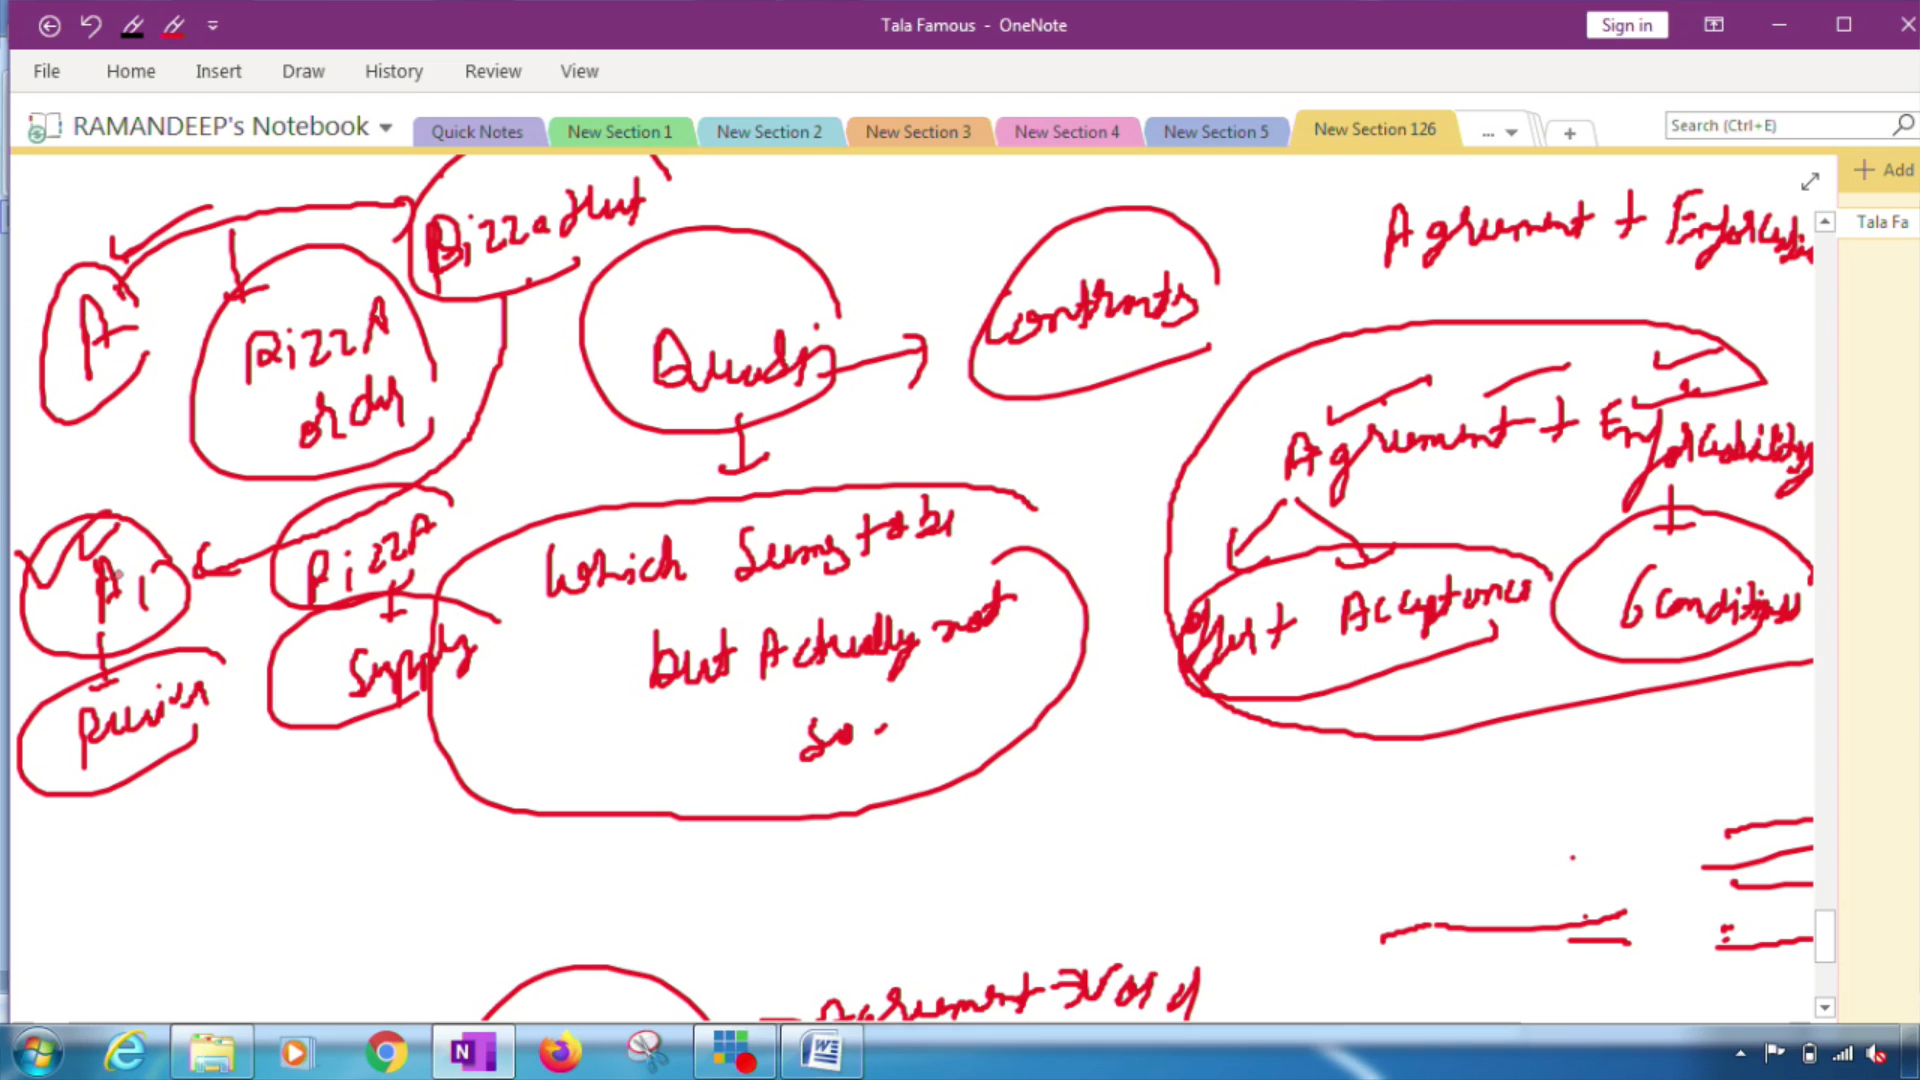 Tala Famous - OneNote
Sign in
File Home Insert Draw History Review View
RAMANDEEP's Notebook
Quick Notes New Section 1 New Section 2 New Section 3 New Section 4 New Section 5 New Section 126 ...
Search (Ctrl+E)
Add
Tala Fa
Pizza Hut
A
PizzA
order
Quasi
Contracts
Agreement +
Agreement + Enforceability
Offer + Acceptance
6 Conditions
A1
PizzA
Supply
Which Seems to be
but Actually not
so.
Agreement → Void